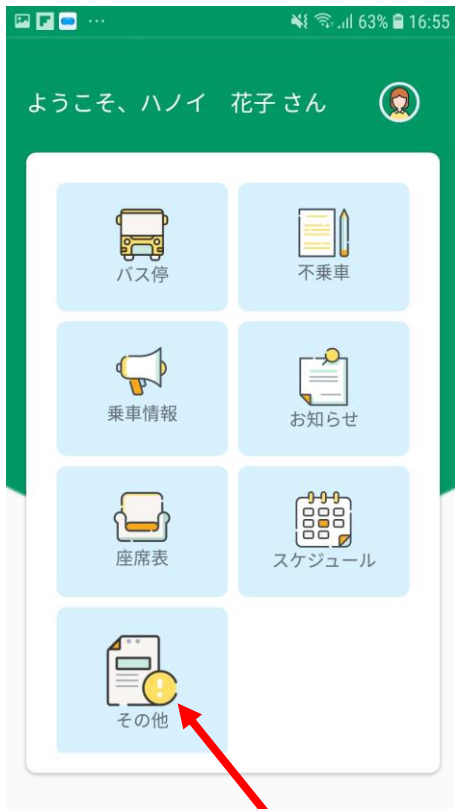 63% 16:55
ようこそ、ハノイ　花子 さん
バス停
不乗車
乗車情報
お知らせ
座席表
スケジュール
その他